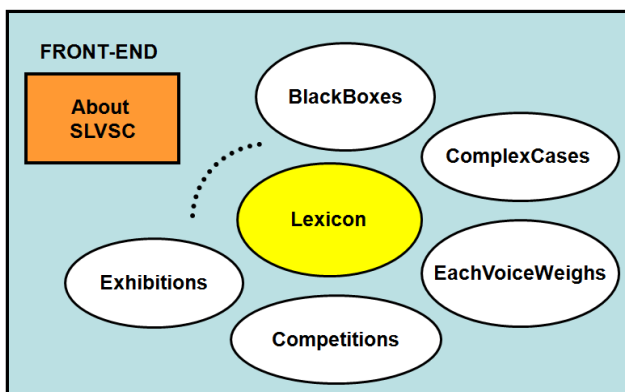 FRONT-END
About
SLVSC
BlackBoxes
ComplexCases
Lexicon
EachVoiceWeighs
Exhibitions
Competitions